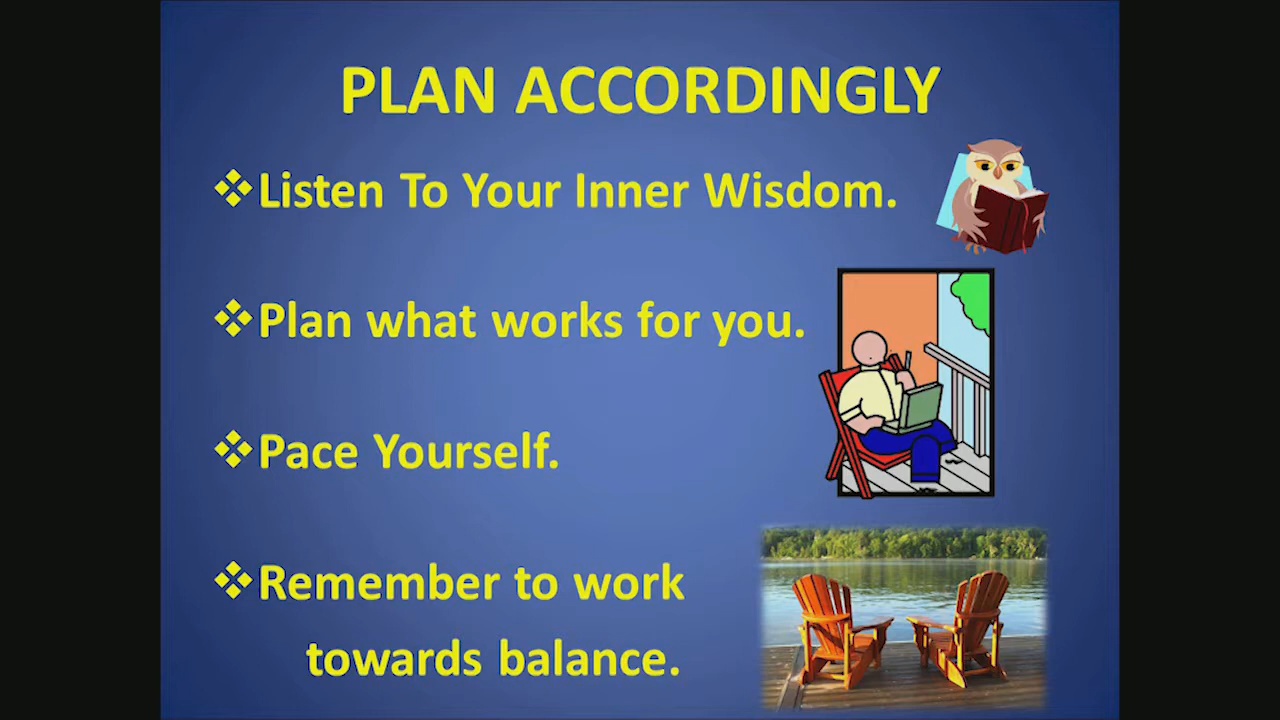 PLAN ACCORDINGLY
❖Listen To Your Inner Wisdom.
❖Plan what works for you.
❖Pace Yourself.
❖Remember to work
towards balance.